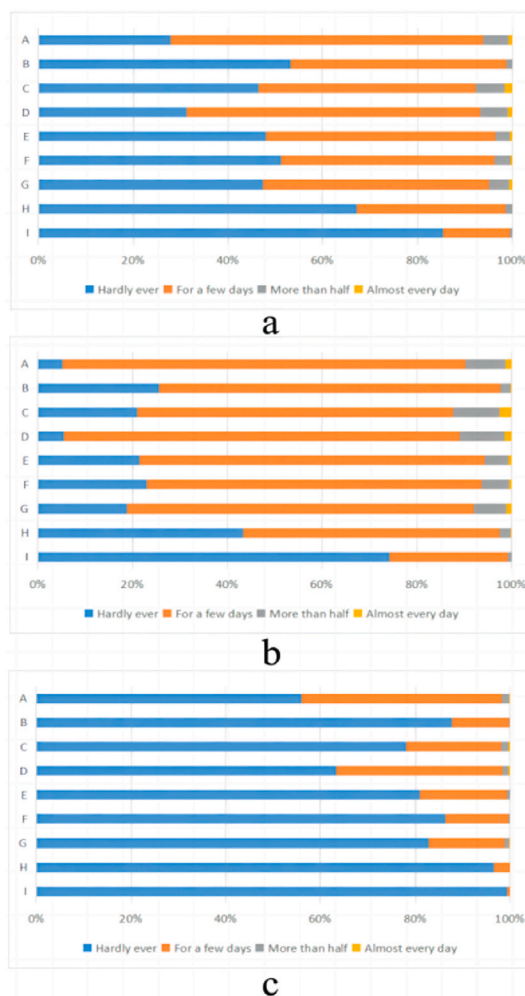 A
B
C
D
E
F
G
H
I
0% 20% 40% 60% 80% 100%
Hardly ever For a few days More than half Almost every day
a
A
B
C
D
E
F
G
H
I
0% 20% 40% 60% 80% 100%
Hardly ever For a few days More than half Almost every day
b
A
B
C
D
E
F
G
H
I
0% 20% 40% 60% 80% 100%
Hardly ever For a few days More than half Almost every day
c